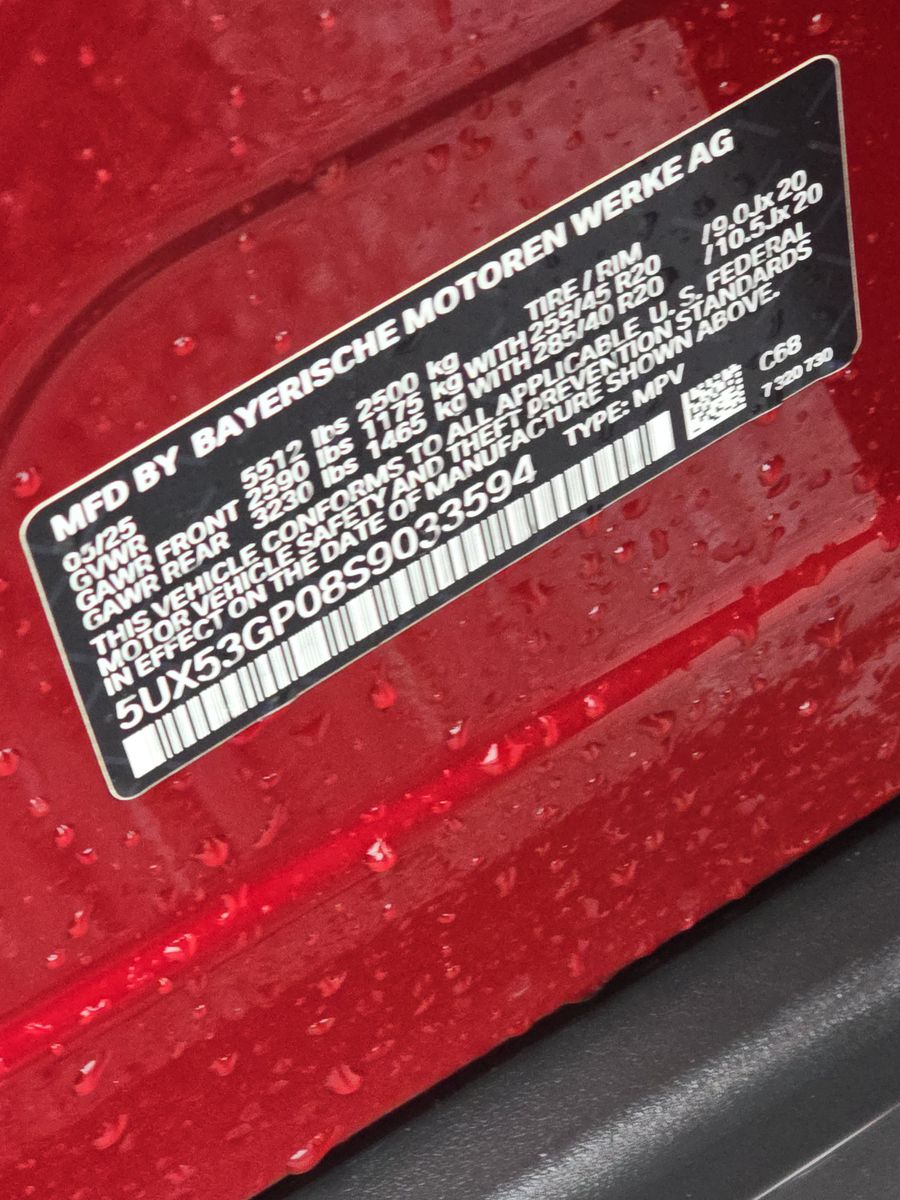 MFD BY BAYERISCHE MOTOREN WERKE AG
05/25 TIRE / RIM
GVWR 5512 lbs 2500 kg
GAWR FRONT 2590 lbs 1175 kg WITH 255/45 R20 /9.0Jx20
GAWR REAR 3230 lbs 1465 kg WITH 285/40 R20 /10.5Jx20
THIS VEHICLE CONFORMS TO ALL APPLICABLE U. S. FEDERAL
MOTOR VEHICLE SAFETY AND THEFT PREVENTION STANDARDS
IN EFFECT ON THE DATE OF MANUFACTURE SHOWN ABOVE.
5UX53GP08S9033594 TYPE: MPV C68
7 320 730